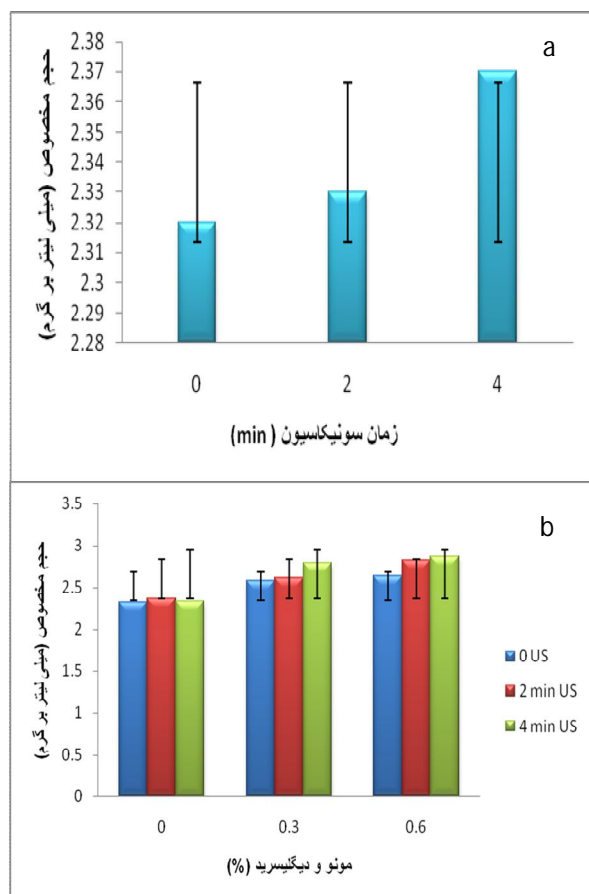 a
حجم مخصوص (میلی لیتر بر گرم)
2.38
2.37
2.36
2.35
2.34
2.33
2.32
2.31
2.3
2.29
2.28
0 2 4
زمان سونیکاسیون ( min)
b
حجم مخصوص (میلی لیتر بر گرم)
3.5
3
2.5
2
1.5
1
0.5
0
0 US
2 min US
4 min US
0 0.3 0.6
مونو و دیگلیسرید (%)